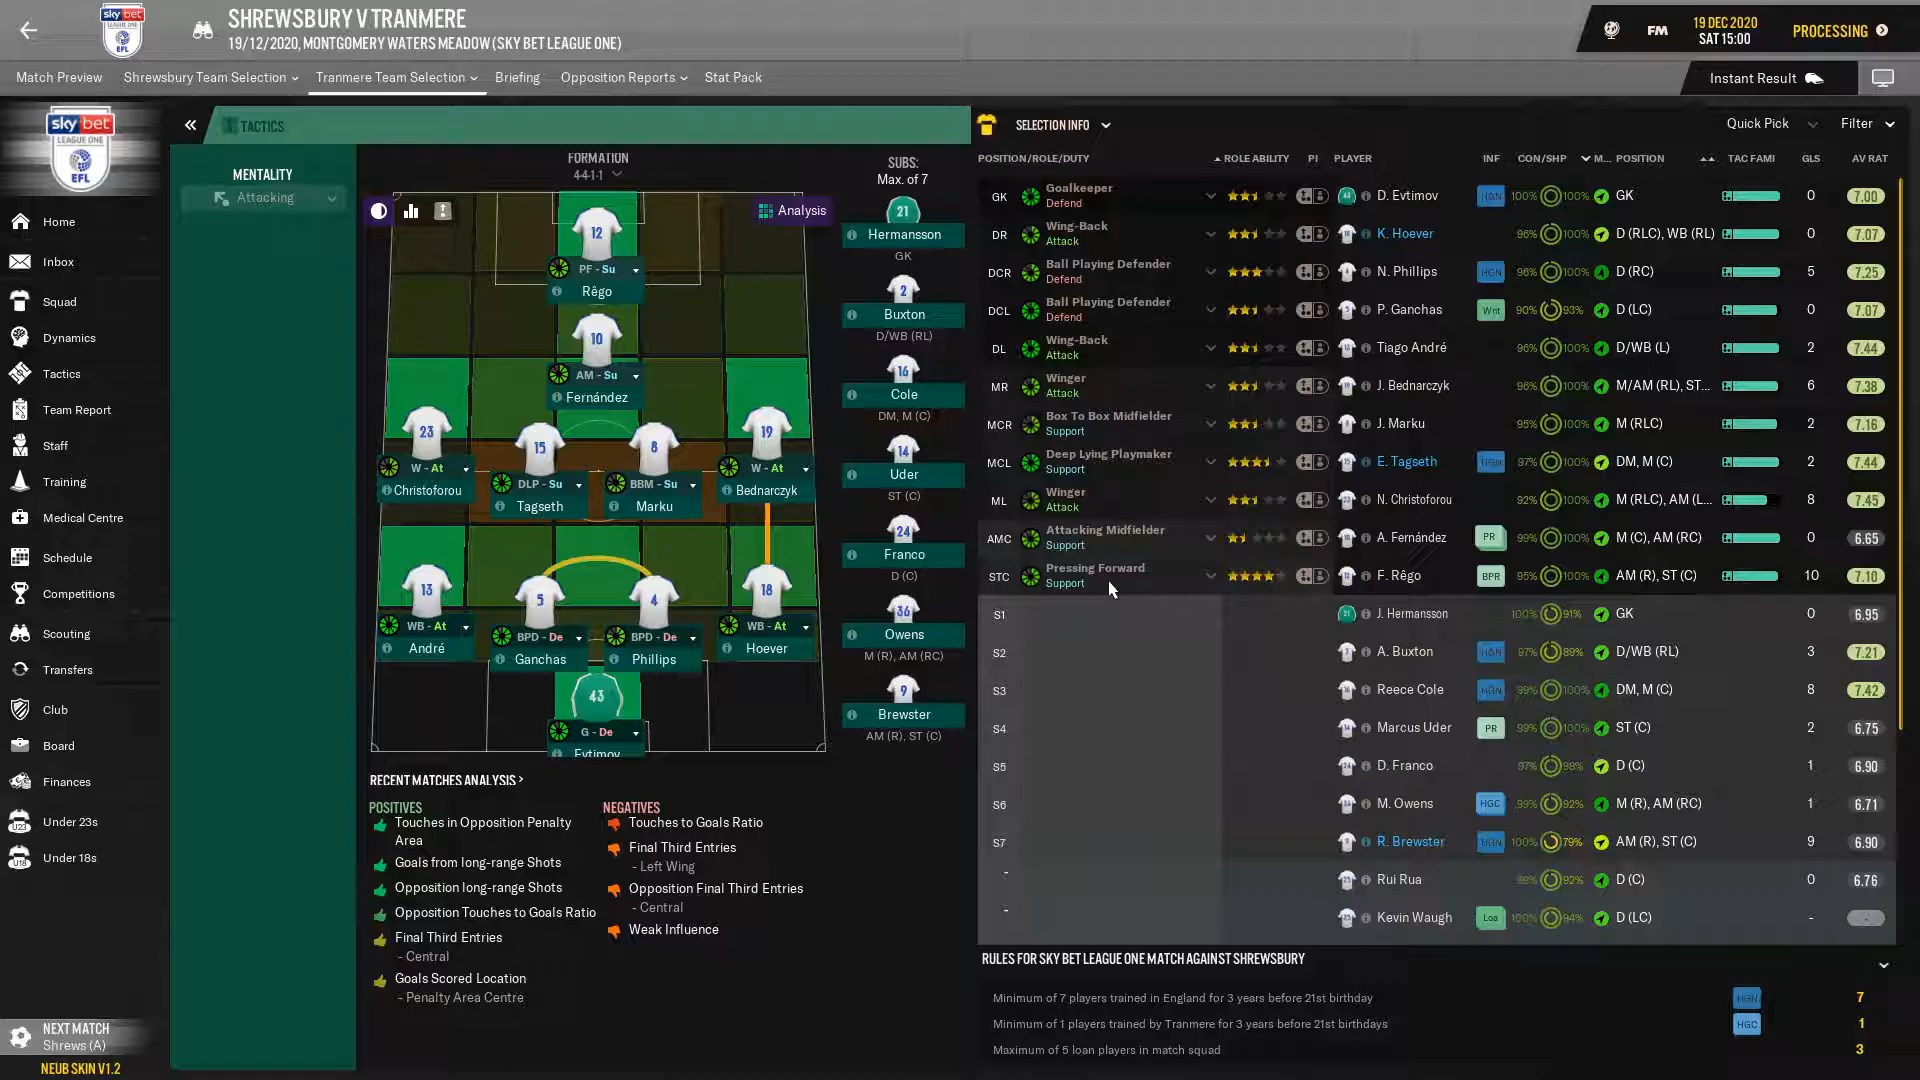 sky bet
EFL
SHREWSBURY V TRANMERE
19/12/2020, MONTGOMERY WATERS MEADOW (SKY BET LEAGUE ONE)
FM
19 DEC 2020
SAT 15:00
PROCESSING
Match Preview
Shrewsbury Team Selection
Tranmere Team Selection
Briefing
Opposition Reports
Stat Pack
Instant Result
sky bet
LEAGUE ONE
EFL
Home
Inbox
Squad
Dynamics
Tactics
Team Report
Staff
Training
Medical Centre
Schedule
Competitions
Scouting
Transfers
Club
Board
Finances
Under 23s
Under 18s
NEXT MATCH
Shrews (A)
NEUB SKIN V1.2
TACTICS
MENTALITY
Attacking
FORMATION
4-4-1-1
Analysis
12
PF - Su
Rêgo
10
AM - Su
Fernández
23
W - At
Christoforou
15
DLP - Su
Tagseth
8
BBM - Su
Marku
19
W - At
Bednarczyk
13
WB - At
André
5
BPD - De
Ganchas
4
BPD - De
Phillips
18
WB - At
Hoever
43
G - De
Evtimov
SUBS:
Max. of 7
21
Hermansson
GK
2
Buxton
D/WB (RL)
16
Cole
DM, M (C)
14
Uder
ST (C)
24
Franco
D (C)
36
Owens
M (R), AM (RC)
9
Brewster
AM (R), ST (C)
RECENT MATCHES ANALYSIS >
POSITIVES
Touches in Opposition Penalty
Area
Goals from long-range Shots
Opposition long-range Shots
Opposition Touches to Goals Ratio
Final Third Entries
- Central
Goals Scored Location
- Penalty Area Centre
NEGATIVES
Touches to Goals Ratio
Final Third Entries
- Left Wing
Opposition Final Third Entries
- Central
Weak Influence
SELECTION INFO
Quick Pick
Filter
POSITION/ROLE/DUTY ROLE ABILITY PI PLAYER INF CON/SHP M... POSITION TAC FAMI GLS AV RAT
GK Goalkeeper Defend D. Evtimov HGN 100% 100% GK 0 7.00
DR Wing-Back Attack K. Hoever 96% 100% D (RLC), WB (RL) 0 7.07
DCR Ball Playing Defender Defend N. Phillips HGN 96% 100% D (RC) 5 7.25
DCL Ball Playing Defender Defend P. Ganchas Wnt 90% 93% D (LC) 0 7.07
DL Wing-Back Attack Tiago André 96% 100% D/WB (L) 2 7.44
MR Winger Attack J. Bednarczyk 96% 100% M/AM (RL), ST... 6 7.38
MCR Box To Box Midfielder Support J. Marku 95% 100% M (RLC) 2 7.16
MCL Deep Lying Playmaker Support E. Tagseth HGN 97% 100% DM, M (C) 2 7.44
ML Winger Attack N. Christoforou 92% 100% M (RLC), AM (L... 8 7.45
AMC Attacking Midfielder Support A. Fernández PR 99% 100% M (C), AM (RC) 0 6.65
STC Pressing Forward Support F. Rêgo BPR 95% 100% AM (R), ST (C) 10 7.10
S1 J. Hermansson 100% 91% GK 0 6.95
S2 A. Buxton HGN 97% 89% D/WB (RL) 3 7.21
S3 Reece Cole HGN 99% 100% DM, M (C) 8 7.42
S4 Marcus Uder PR 99% 100% ST (C) 2 6.75
S5 D. Franco 97% 98% D (C) 1 6.90
S6 M. Owens HGC 99% 92% M (R), AM (RC) 1 6.71
S7 R. Brewster HGN 100% 79% AM (R), ST (C) 9 6.90
- Rui Rua 92% D (C) 0 6.76
- Kevin Waugh Loa 100% 94% D (LC) - -
RULES FOR SKY BET LEAGUE ONE MATCH AGAINST SHREWSBURY
Minimum of 7 players trained in England for 3 years before 21st birthday HGN 7
Minimum of 1 players trained by Tranmere for 3 years before 21st birthdays HGC 1
Maximum of 5 loan players in match squad 3